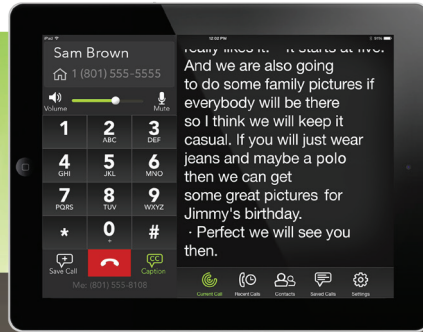 iPad
12:02 PM
Sam Brown
1 (801) 555-5555
Volume
Mute
1
2 ABC
3 DEF
4 GHI
5 JKL
6 MNO
7 PQRS
8 TUV
9 WXYZ
*
0
#
Save Call
CC
Caption
Me: (801) 555-8108
really likes it. It starts at five.
And we are also going
to do some family pictures if
everybody will be there
so I think we will keep it
casual. If you will just wear
jeans and maybe a polo
then we can get
some great pictures for
Jimmy's birthday.
· Perfect we will see you
then.
Current Call
Recent Calls
Contacts
Saved Calls
Settings